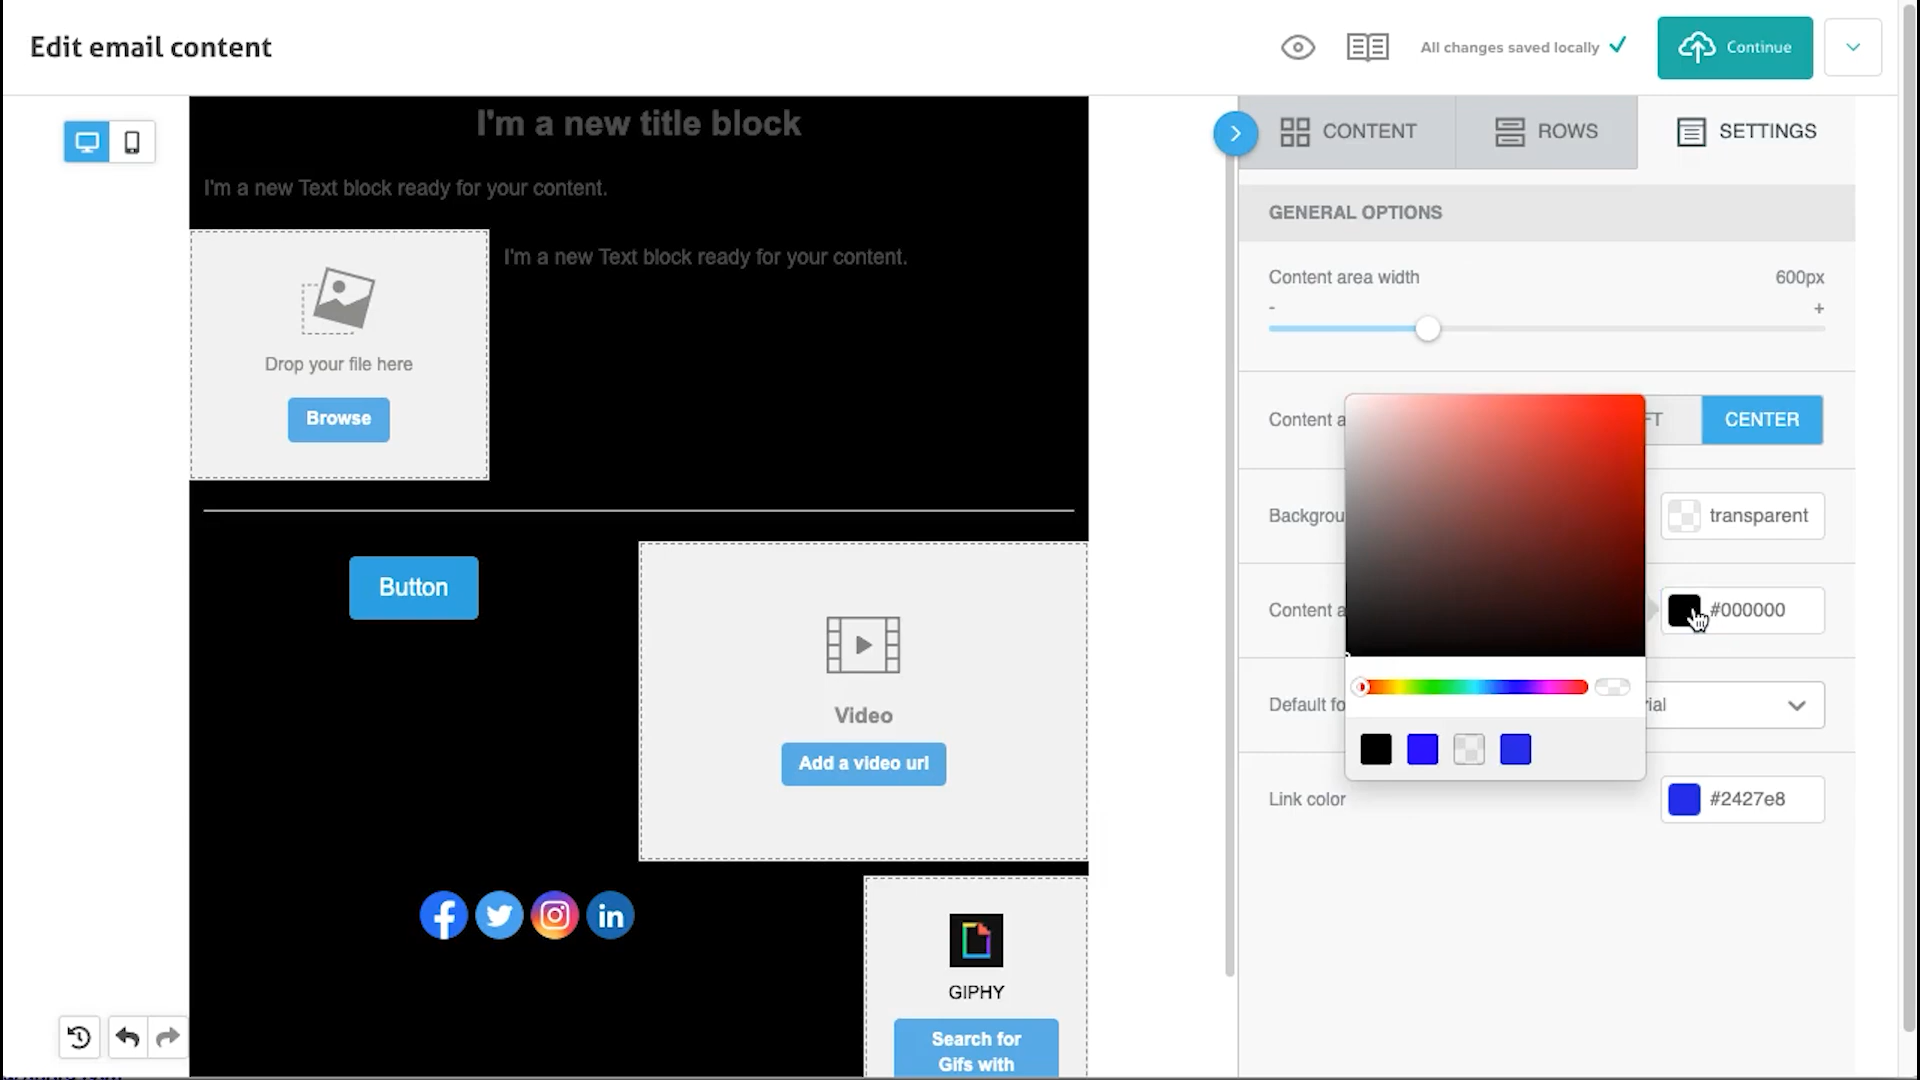 Edit email content
All changes saved locally
Continue
CONTENT
ROWS
SETTINGS
I'm a new title block
I'm a new Text block ready for your content.
I'm a new Text block ready for your content.
Drop your file here
Browse
Button
Video
Add a video url
GIPHY
Search for
Gifs with
GENERAL OPTIONS
Content area width
600px
-
+
Content a
FT
CENTER
Backgrou
transparent
Content a
#000000
Default fo
rial
Link color
#2427e8